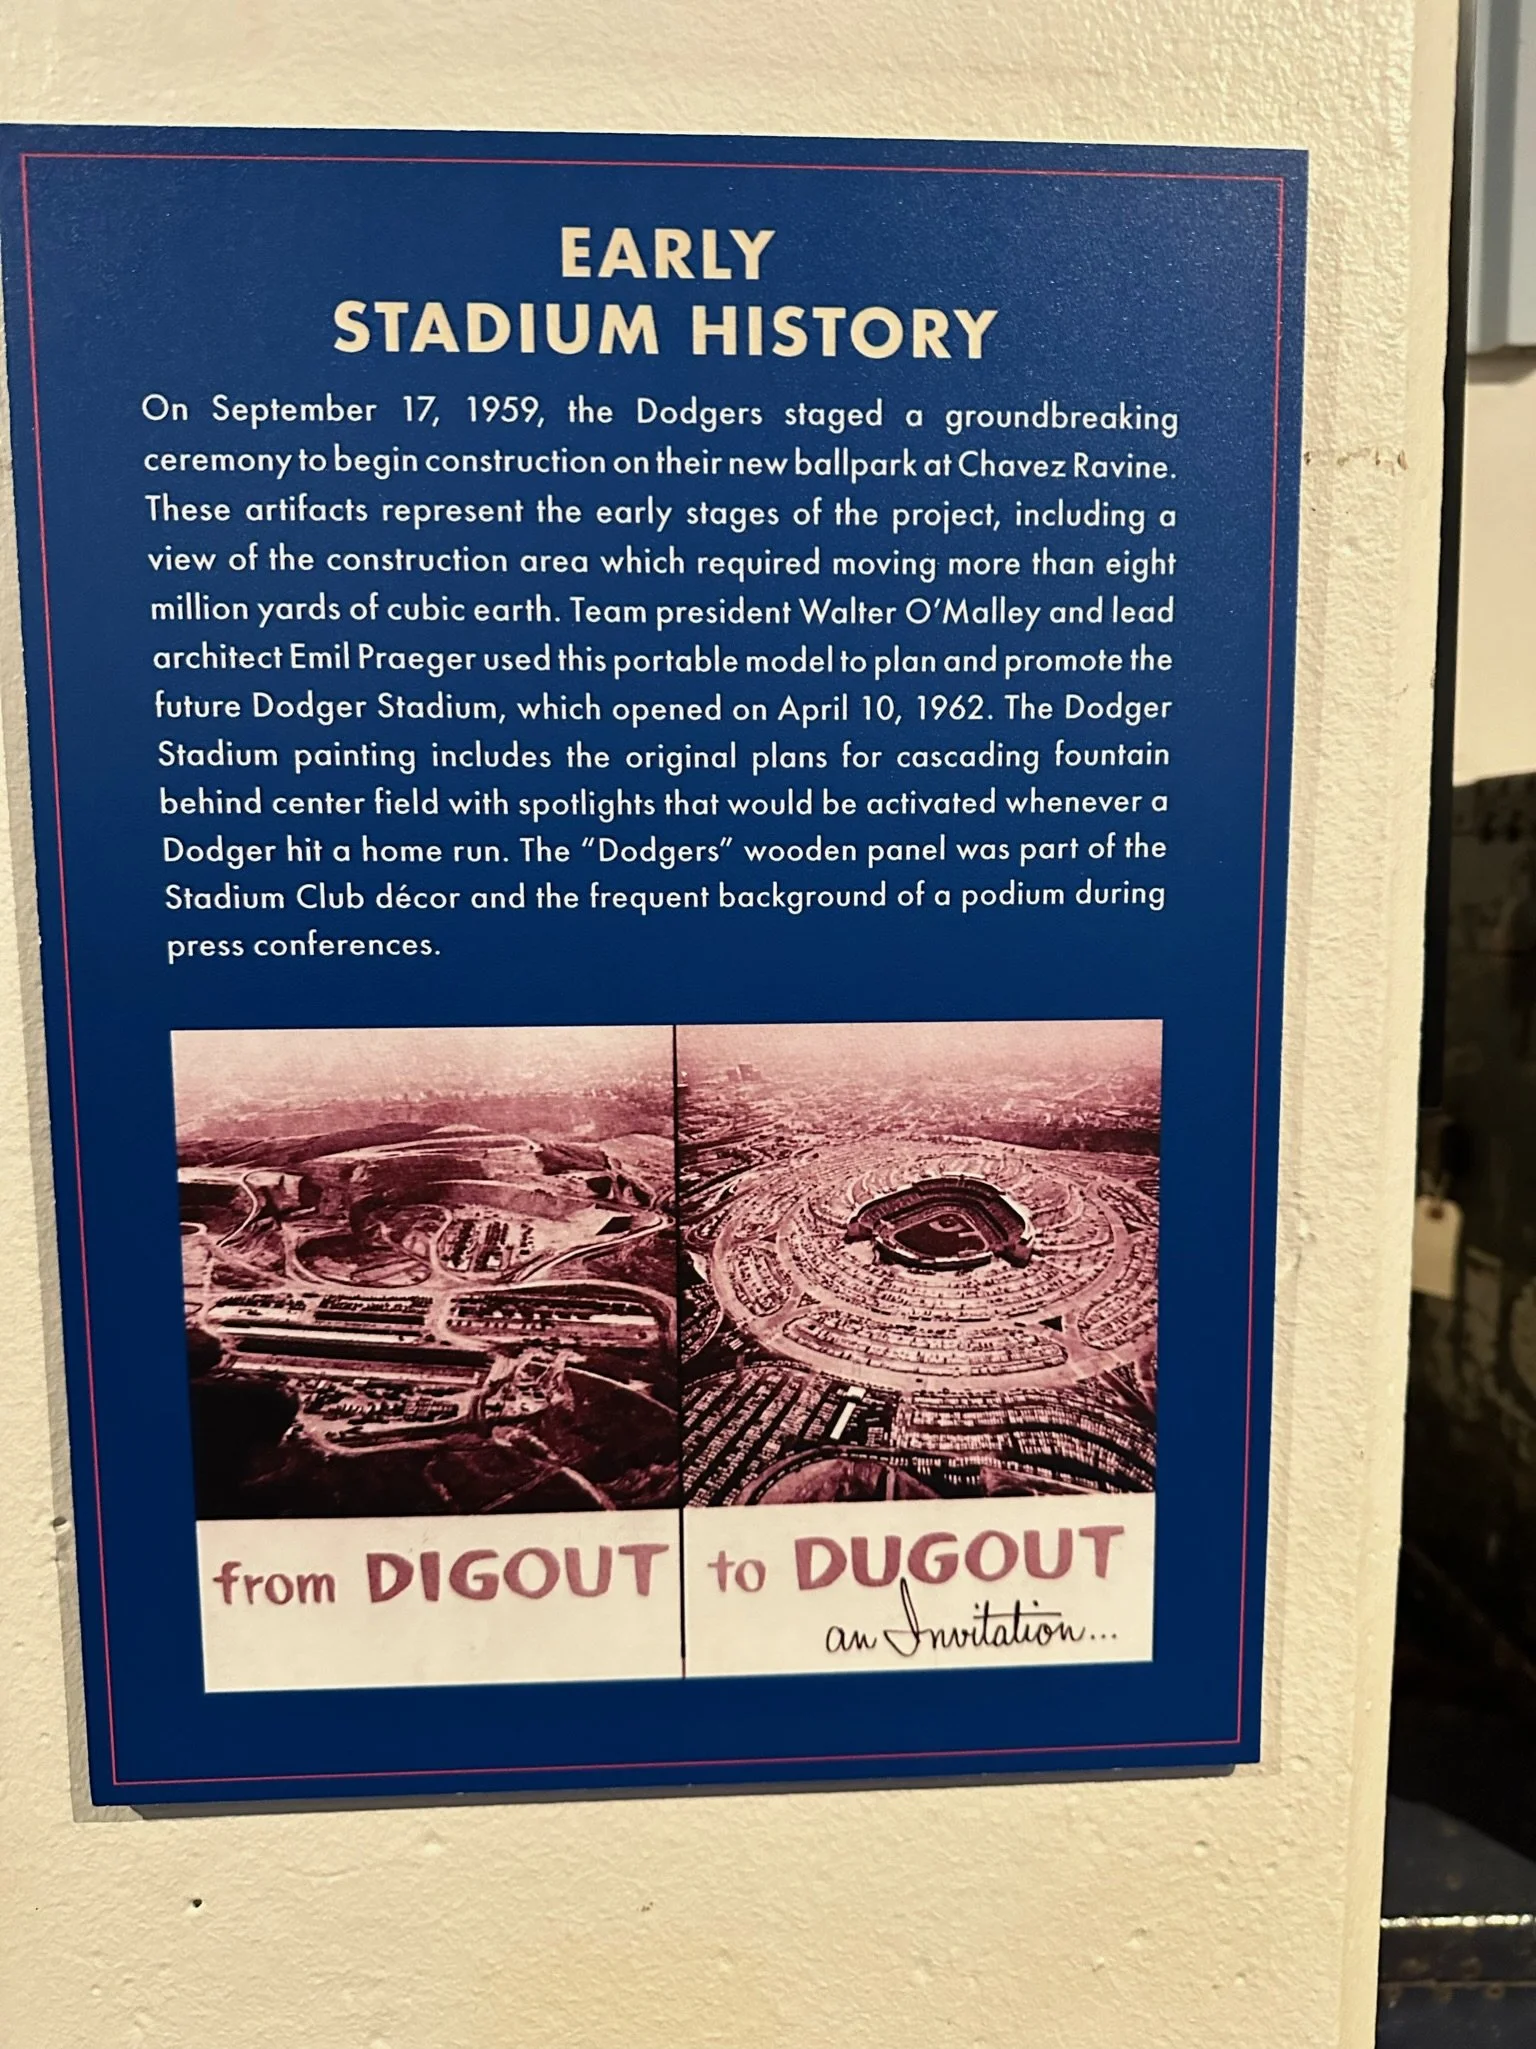 EARLY
STADIUM HISTORY
On September 17, 1959, the Dodgers staged a groundbreaking
ceremony to begin construction on their new ballpark at Chavez Ravine.
These artifacts represent the early stages of the project, including a
view of the construction area which required moving more than eight
million yards of cubic earth. Team president Walter O'Malley and lead
architect Emil Praeger used this portable model to plan and promote the
future Dodger Stadium, which opened on April 10, 1962. The Dodger
Stadium painting includes the original plans for cascading fountain
behind center field with spotlights that would be activated whenever a
Dodger hit a home run. The “Dodgers” wooden panel was part of the
Stadium Club décor and the frequent background of a podium during
press conferences.
from DIGOUT to DUGOUT
an Invitation...